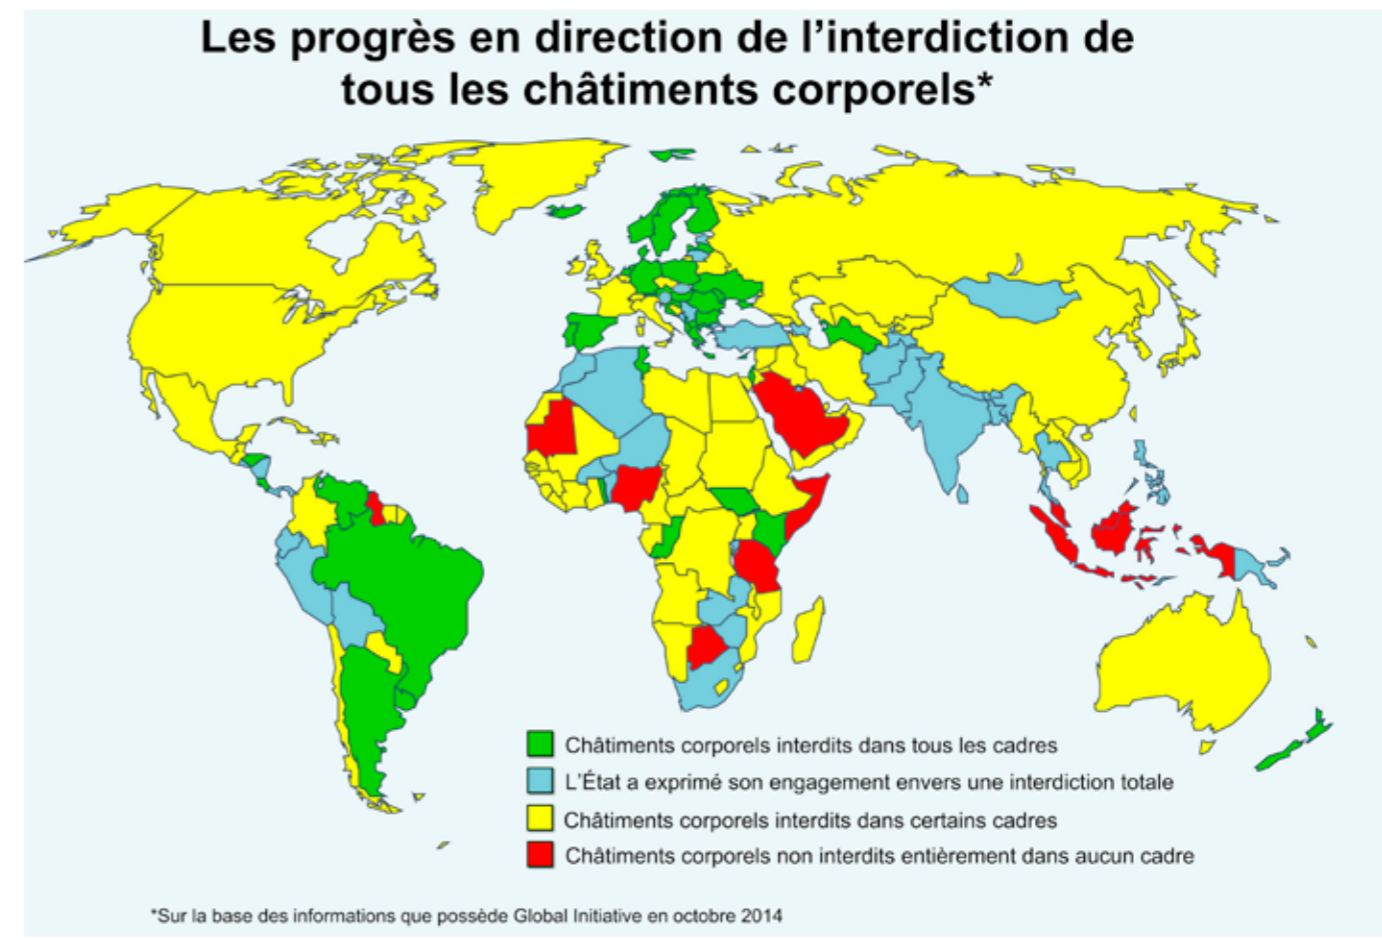 Les progrès en direction de l’interdiction de
tous les châtiments corporels*
Châtiments corporels interdits dans tous les cadres
L'État a exprimé son engagement envers une interdiction totale
Châtiments corporels interdits dans certains cadres
Châtiments corporels non interdits entièrement dans aucun cadre
*Sur la base des informations que possède Global Initiative en octobre 2014